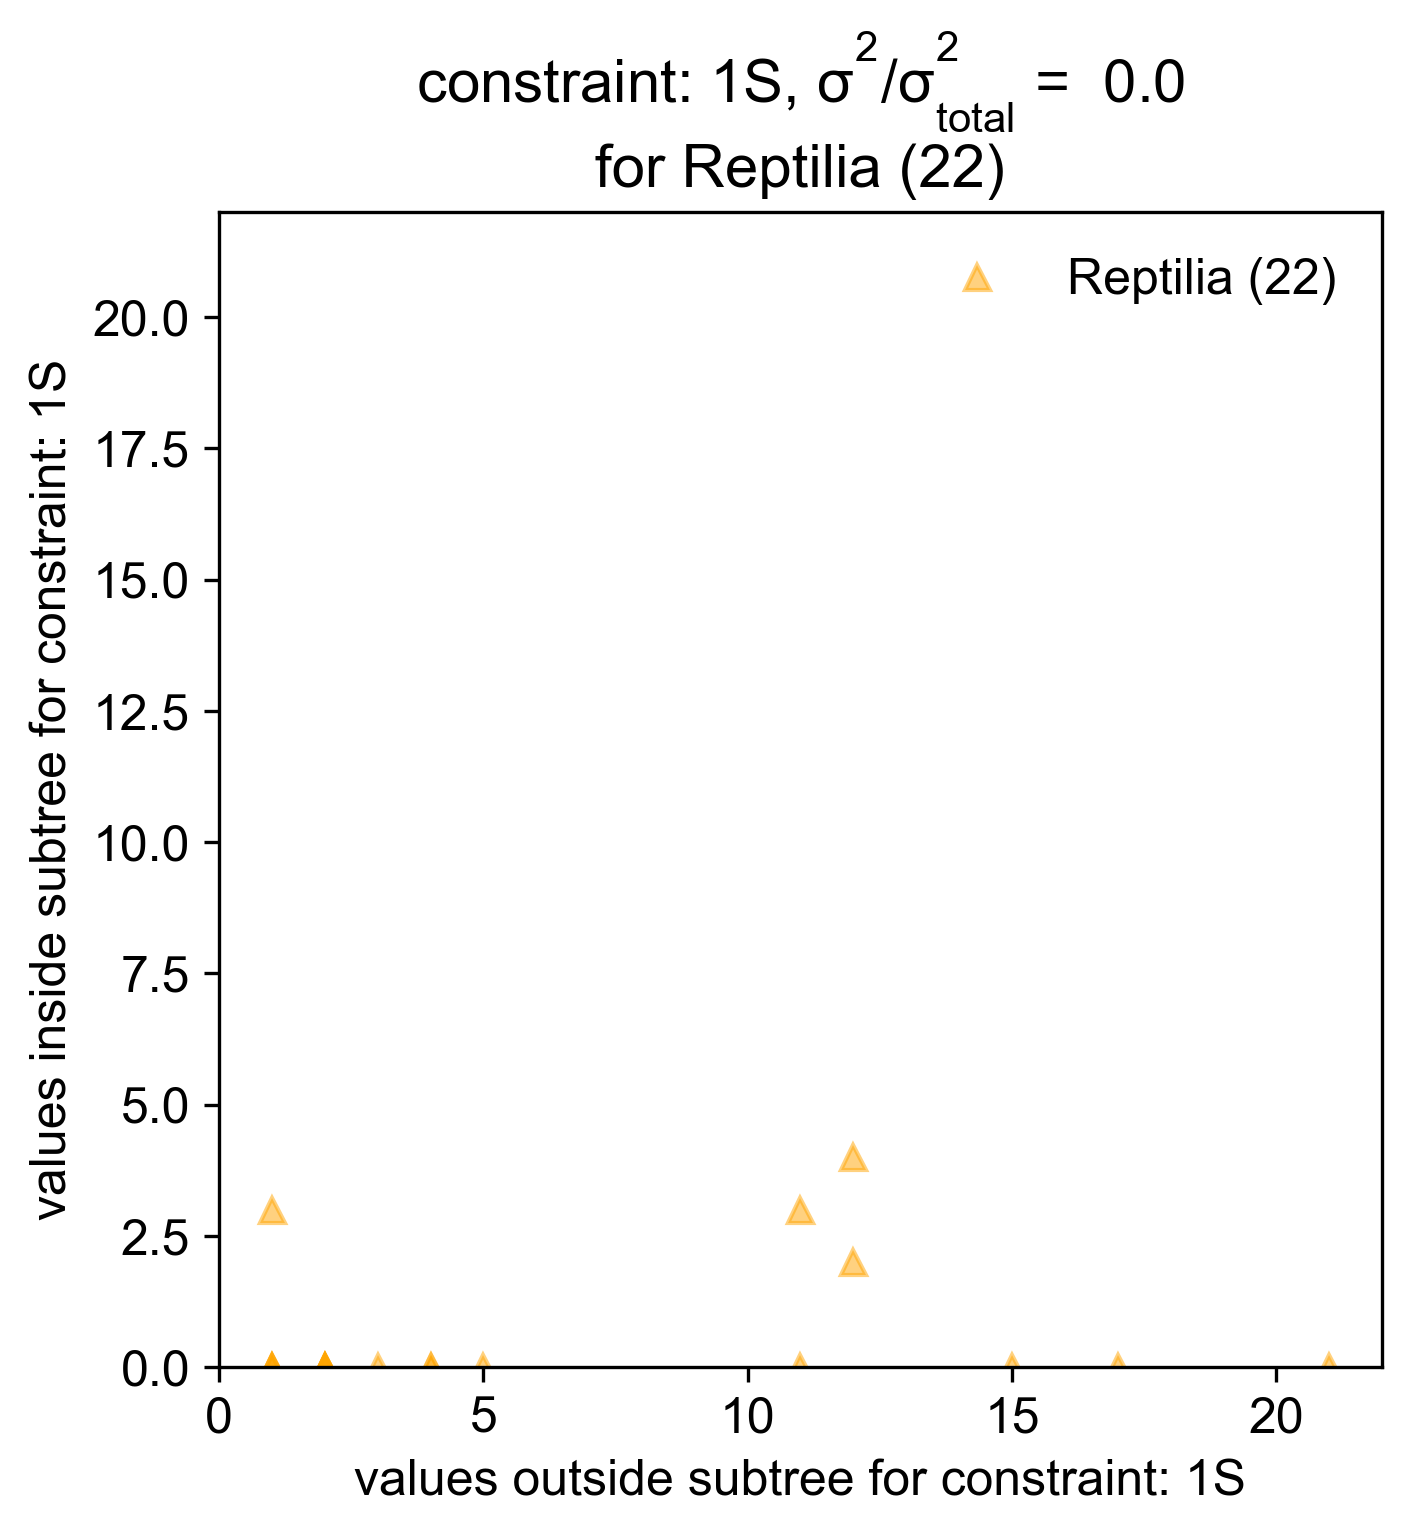 constraint: 1S, σ²/σ²total = 0.0
for Reptilia (22)
Reptilia (22)
values inside subtree for constraint: 1S
20.0
17.5
15.0
12.5
10.0
7.5
5.0
2.5
0.0
0 5 10 15 20
values outside subtree for constraint: 1S